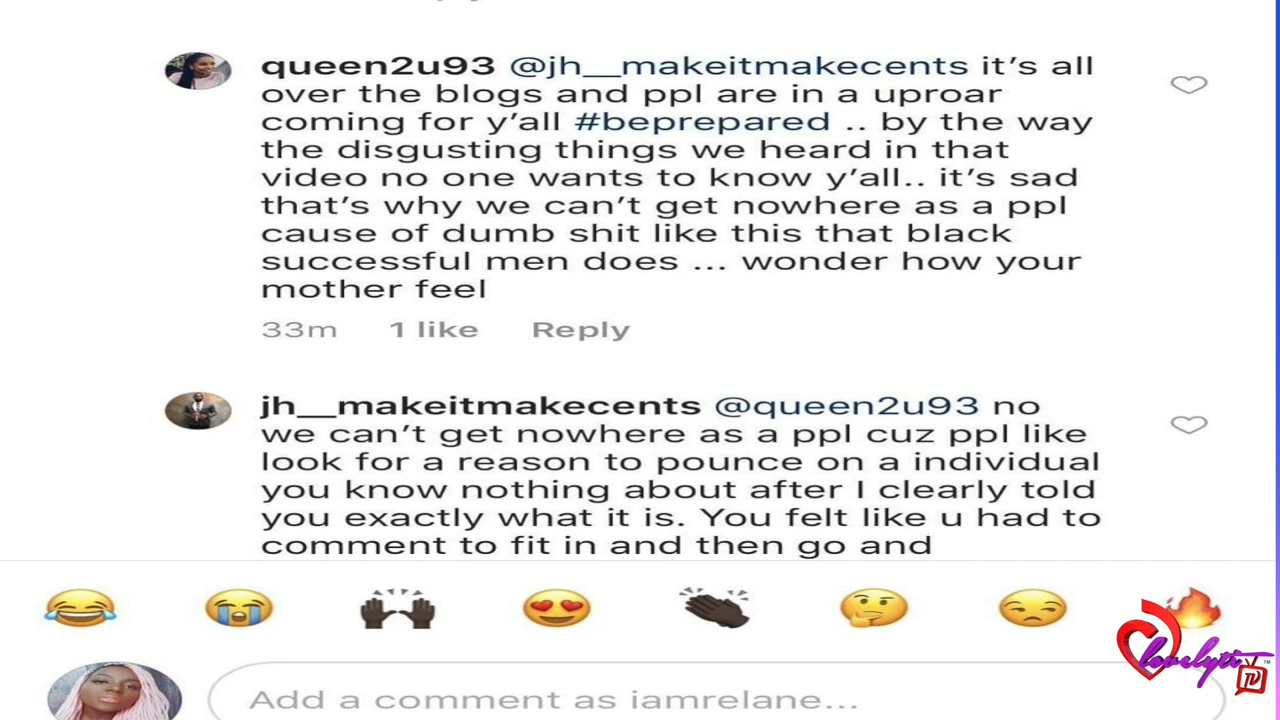 queen2u93 @jh__makeitmakecents it's all
over the blogs and ppl are in a uproar
coming for y'all #beprepared .. by the way
the disgusting things we heard in that
video no one wants to know y'all.. it's sad
that's why we can't get nowhere as a ppl
cause of dumb shit like this that black
successful men does ... wonder how your
mother feel
33m 1 like Reply
jh__makeitmakecents @queen2u93 no
we can't get nowhere as a ppl cuz ppl like
look for a reason to pounce on a individual
you know nothing about after I clearly told
you exactly what it is. You felt like u had to
comment to fit in and then go and
Add a comment as iamrelane...
lovelyti
TV
TM